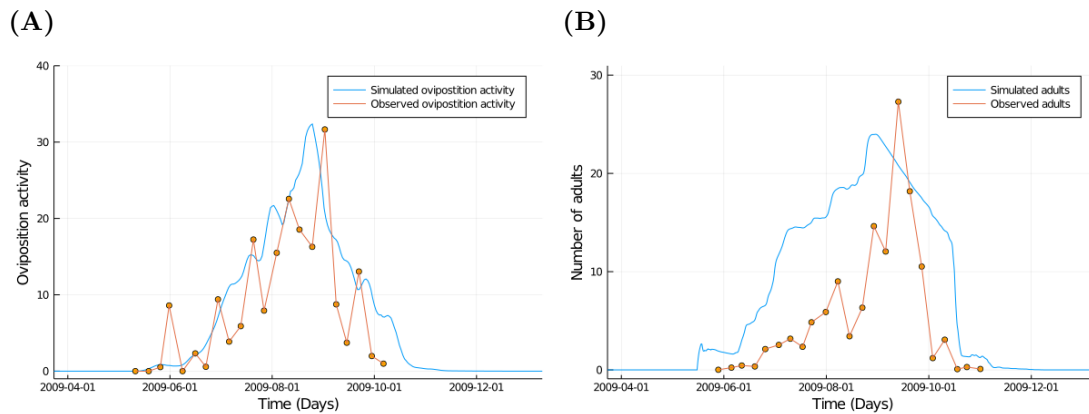 (A)
40
30
20
10
0
Oviposition activity
Simulated ovipostition activity
Observed ovipostition activity
2009-04-01 2009-06-01 2009-08-01 2009-10-01 2009-12-01
Time (Days)
(B)
30
20
10
0
Number of adults
Simulated adults
Observed adults
2009-04-01 2009-06-01 2009-08-01 2009-10-01 2009-12-01
Time (Days)